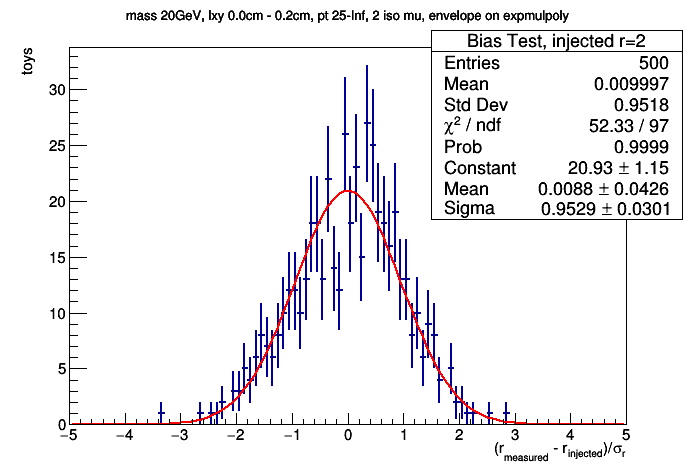 mass 20GeV, lxy 0.0cm - 0.2cm, pt 25-Inf, 2 iso mu, envelope on expmulpoly
Bias Test, injected r=2
Entries 500
Mean 0.009997
Std Dev 0.9518
χ² / ndf 52.33 / 97
Prob 0.9999
Constant 20.93 ± 1.15
Mean 0.0088 ± 0.0426
Sigma 0.9529 ± 0.0301
toys
30
25
20
15
10
5
0
−5 −4 −3 −2 −1 0 1 2 3 4 5
(r_measured - r_injected)/σ_r